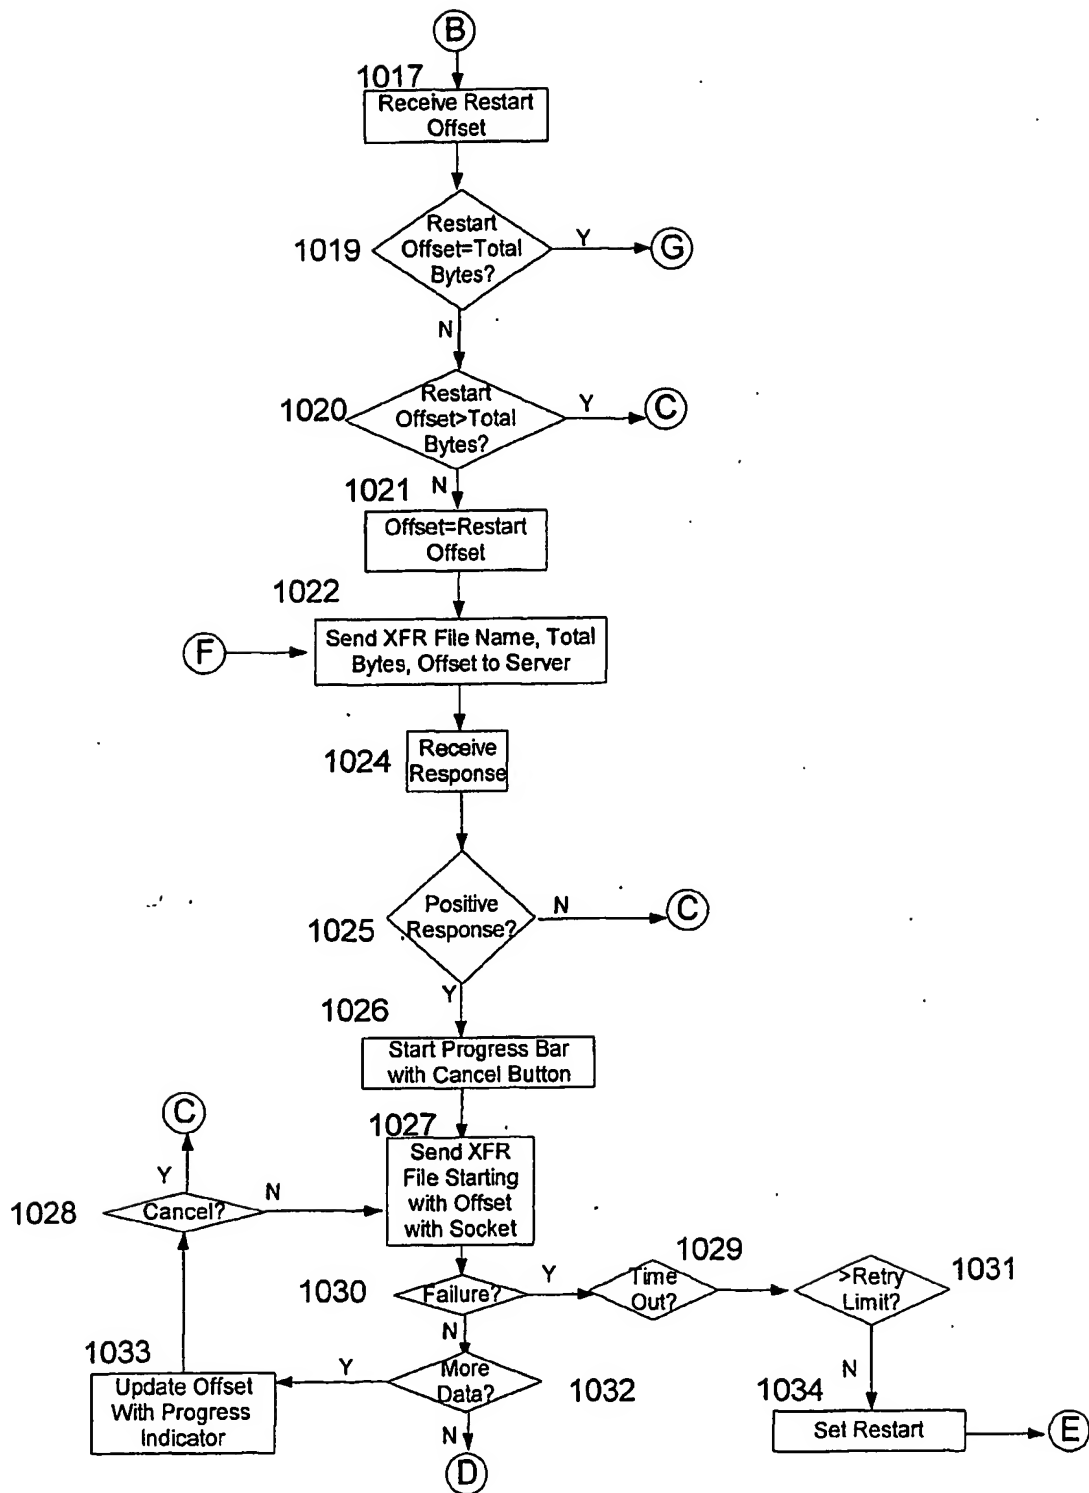 B
1017
Receive Restart
Offset
1019
Restart
Offset=Total
Bytes?
Y
G
N
1020
Restart
Offset>Total
Bytes?
Y
C
N
1021
Offset=Restart
Offset
1022
F
Send XFR File Name, Total
Bytes, Offset to Server
1024
Receive
Response
1025
Positive
Response?
N
C
Y
1026
Start Progress Bar
with Cancel Button
C
1027
Send XFR
File Starting
with Offset
with Socket
Y
1028
Cancel?
N
1030
Failure?
Y
1029
Time
Out?
>Retry
Limit?
1031
N
1033
Update Offset
With Progress
Indicator
Y
More
Data?
1032
N
D
N
1034
Set Restart
E